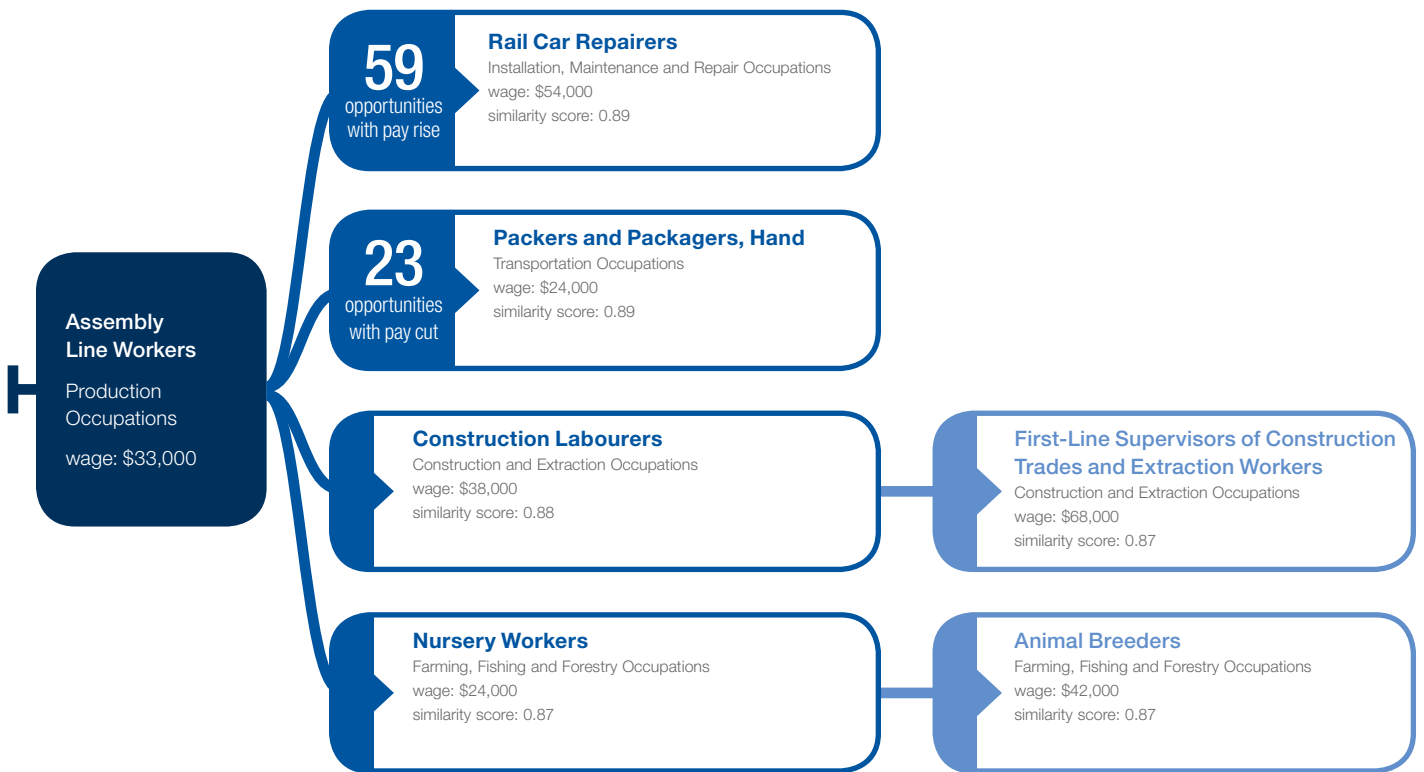 59
opportunities
with pay rise
Rail Car Repairers
Installation, Maintenance and Repair Occupations
wage: $54,000
similarity score: 0.89
23
opportunities
with pay cut
Packers and Packagers, Hand
Transportation Occupations
wage: $24,000
similarity score: 0.89
Assembly
Line Workers
Production
Occupations
wage: $33,000
Construction Labourers
Construction and Extraction Occupations
wage: $38,000
similarity score: 0.88
First-Line Supervisors of Construction
Trades and Extraction Workers
Construction and Extraction Occupations
wage: $68,000
similarity score: 0.87
Nursery Workers
Farming, Fishing and Forestry Occupations
wage: $24,000
similarity score: 0.87
Animal Breeders
Farming, Fishing and Forestry Occupations
wage: $42,000
similarity score: 0.87